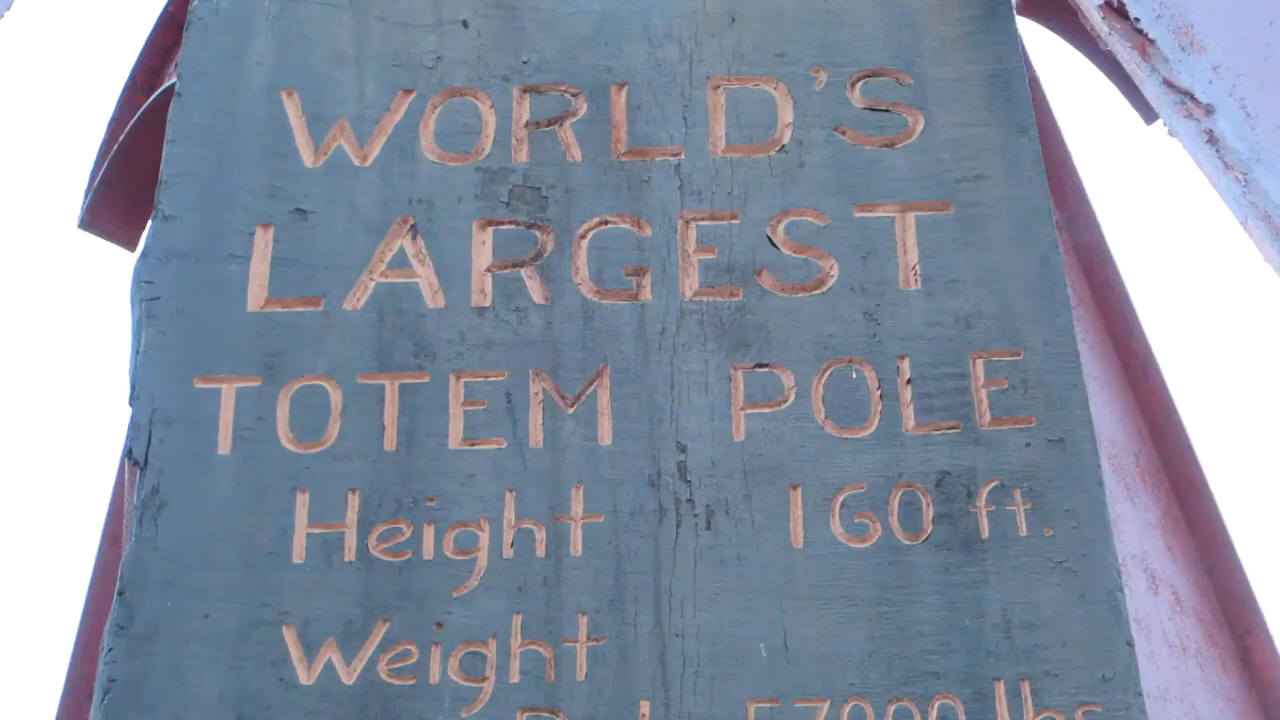 WORLD'S
LARGEST
TOTEM POLE
Height 160 ft.
Weight
57000 lbs